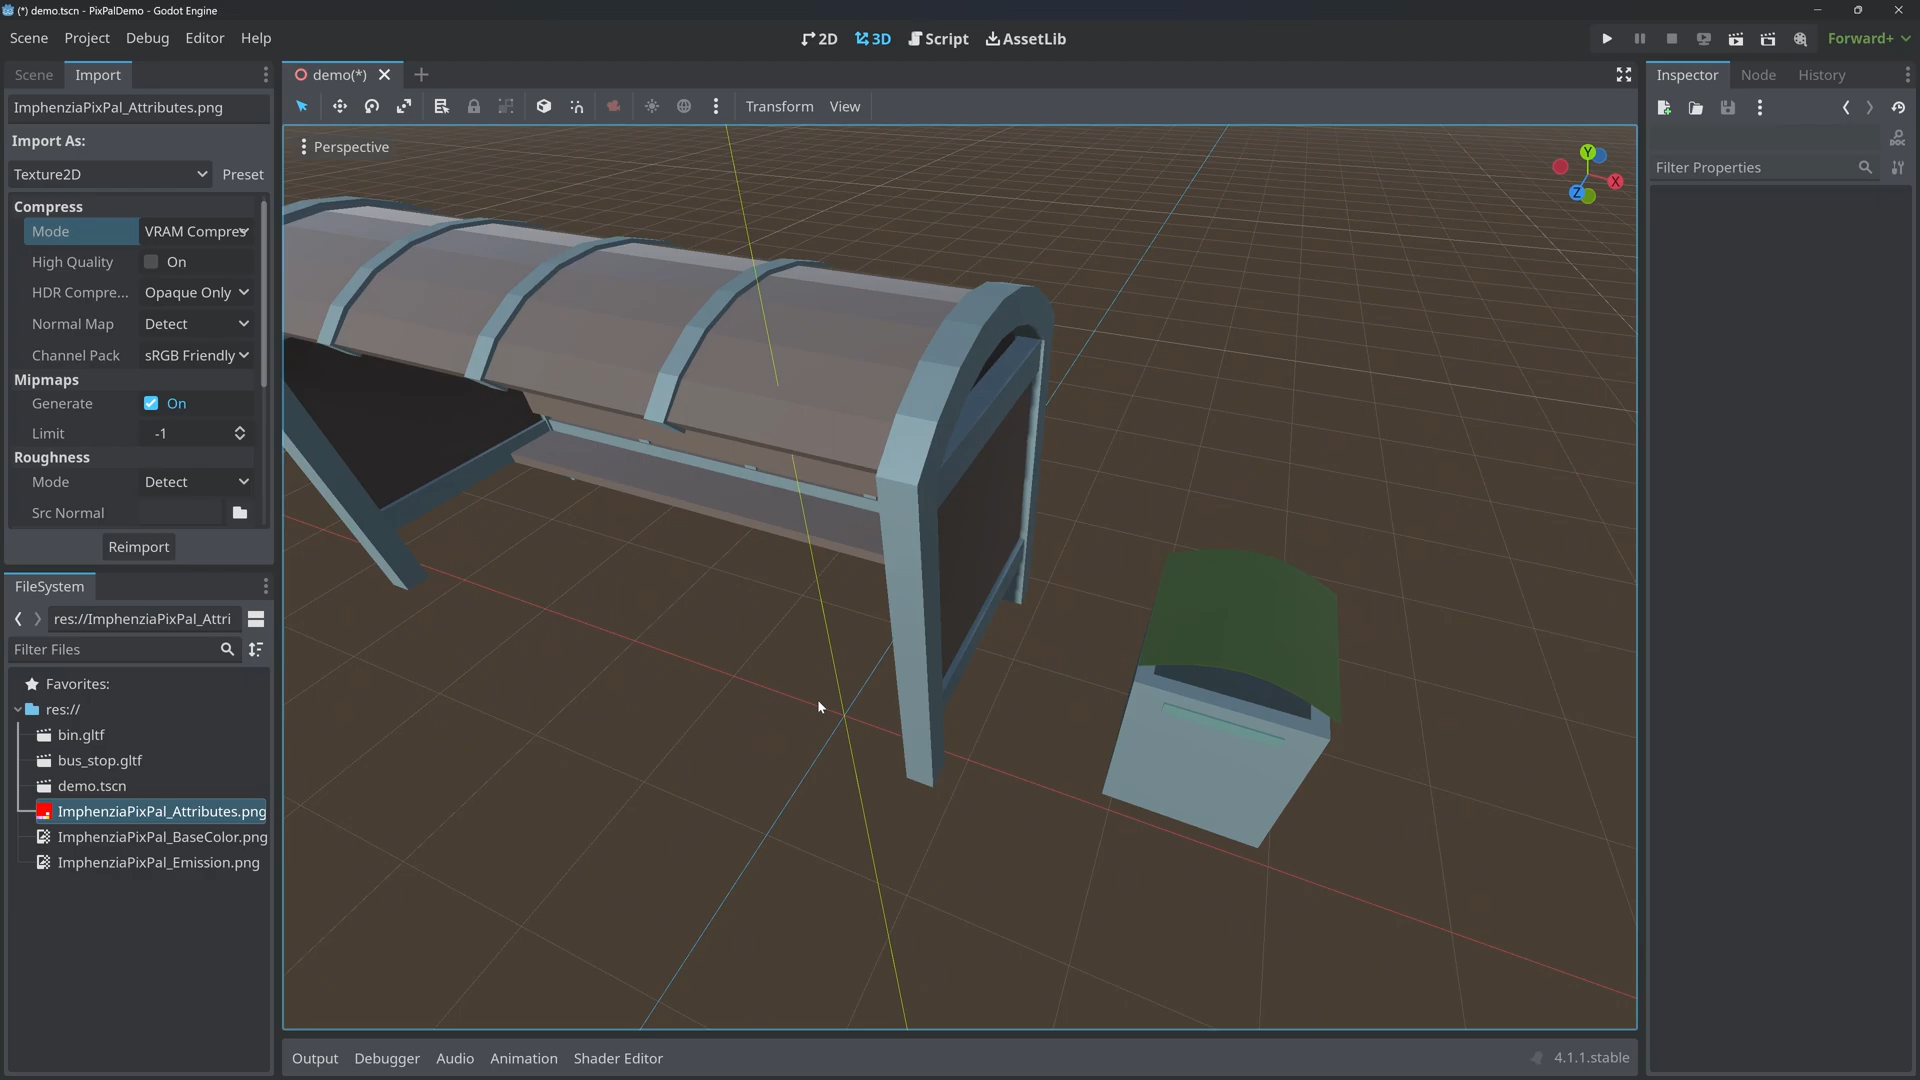 (*) demo.tscn - PixPalDemo - Godot Engine
Scene Project Debug Editor Help
2D 3D Script AssetLib
Forward+
Scene Import
demo(*)
Inspector Node History
ImphenziaPixPal_Attributes.png
Transform View
Import As:
Perspective
Y
X
Z
DOC
Texture2D Preset
Filter Properties
Compress
Mode VRAM Compres
High Quality On
HDR Compre... Opaque Only
Normal Map Detect
Channel Pack sRGB Friendly
Mipmaps
Generate On
Limit -1
Roughness
Mode Detect
Src Normal
Reimport
FileSystem
res://ImphenziaPixPal_Attri
Filter Files
Favorites:
res://
bin.gltf
bus_stop.gltf
demo.tscn
ImphenziaPixPal_Attributes.png
ImphenziaPixPal_BaseColor.png
ImphenziaPixPal_Emission.png
Output Debugger Audio Animation Shader Editor
4.1.1.stable